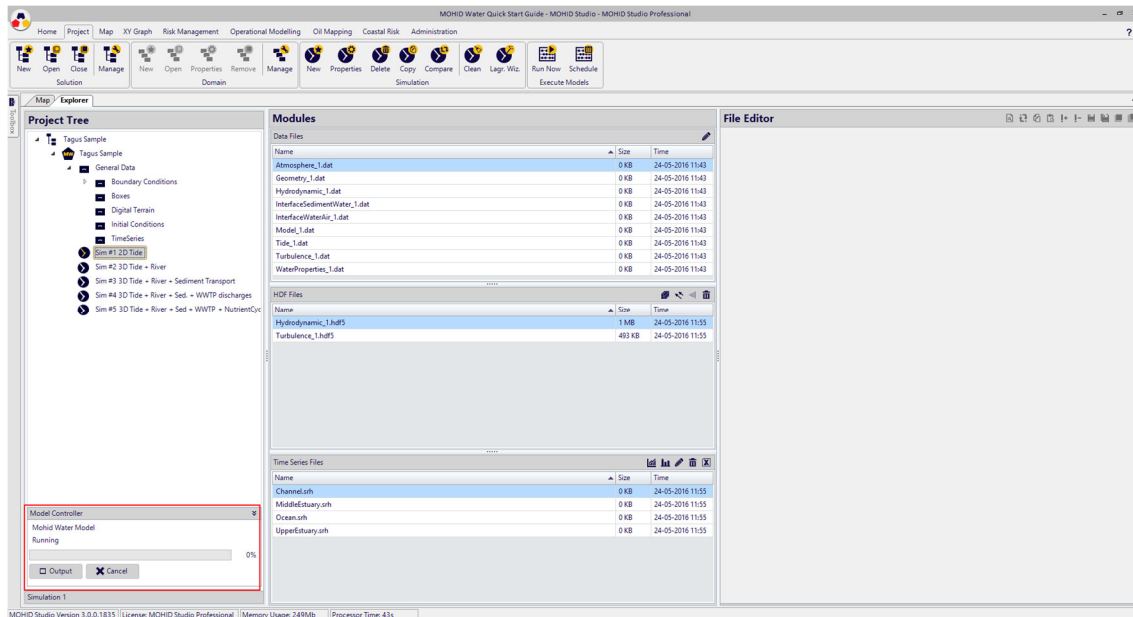 MOHID Water Quick Start Guide - MOHID Studio - MOHID Studio Professional
Home Project Map XY Graph Risk Management Operational Modelling Oil Mapping Coastal Risk Administration ?
New Open Close Manage New Open Properties Remove Manage New Properties Delete Copy Compare Clean Lagr. Wiz. Run Now Schedule
Solution Domain Simulation Execute Models
Toolbox
Map Explorer
Project Tree
Tagus Sample
MW Tagus Sample
General Data
Boundary Conditions
Boxes
Digital Terrain
Initial Conditions
TimeSeries
Sim #1 2D Tide
Sim #2 3D Tide + River
Sim #3 3D Tide + River + Sediment Transport
Sim #4 3D Tide + River + Sed. + WWTP discharges
Sim #5 3D Tide + River + Sed + WWTP + NutrientCyc
Model Controller
Mohid Water Model
Running
0%
Output Cancel
Simulation 1
Modules
Data Files
Name Size Time
Atmosphere_1.dat 0 KB 24-05-2016 11:43
Geometry_1.dat 0 KB 24-05-2016 11:43
Hydrodynamic_1.dat 0 KB 24-05-2016 11:43
InterfaceSedimentWater_1.dat 0 KB 24-05-2016 11:43
InterfaceWaterAir_1.dat 0 KB 24-05-2016 11:43
Model_1.dat 0 KB 24-05-2016 11:43
Tide_1.dat 0 KB 24-05-2016 11:43
Turbulence_1.dat 0 KB 24-05-2016 11:43
WaterProperties_1.dat 0 KB 24-05-2016 11:43
HDF Files
Name Size Time
Hydrodynamic_1.hdf5 1 MB 24-05-2016 11:55
Turbulence_1.hdf5 493 KB 24-05-2016 11:55
Time Series Files
Name Size Time
Channel.srh 0 KB 24-05-2016 11:55
MiddleEstuary.srh 0 KB 24-05-2016 11:55
Ocean.srh 0 KB 24-05-2016 11:55
UpperEstuary.srh 0 KB 24-05-2016 11:55
File Editor
MOHID Studio Version 3.0.0.1835 License: MOHID Studio Professional Memory Usage: 249Mb Processor Time: 43s